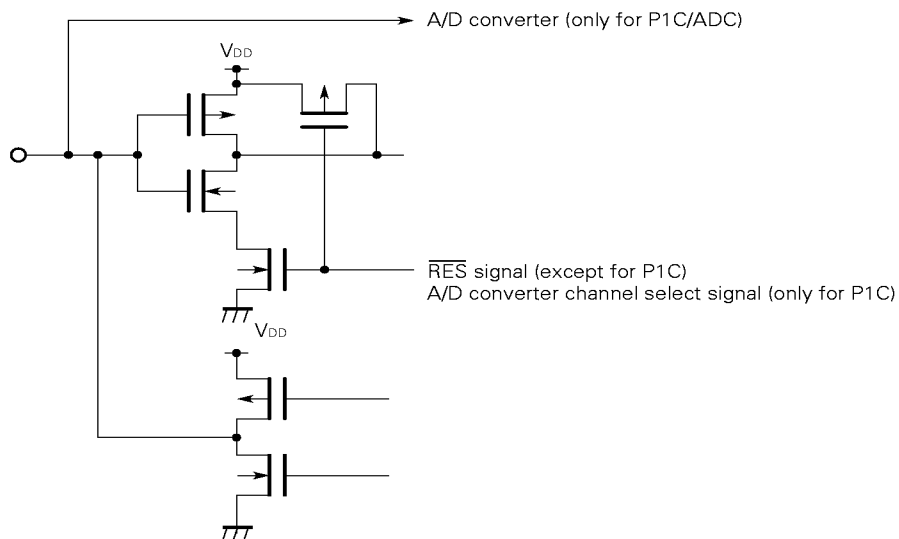 A/D converter (only for P1C/ADC)
VDD
RES signal (except for P1C)
A/D converter channel select signal (only for P1C)
VDD